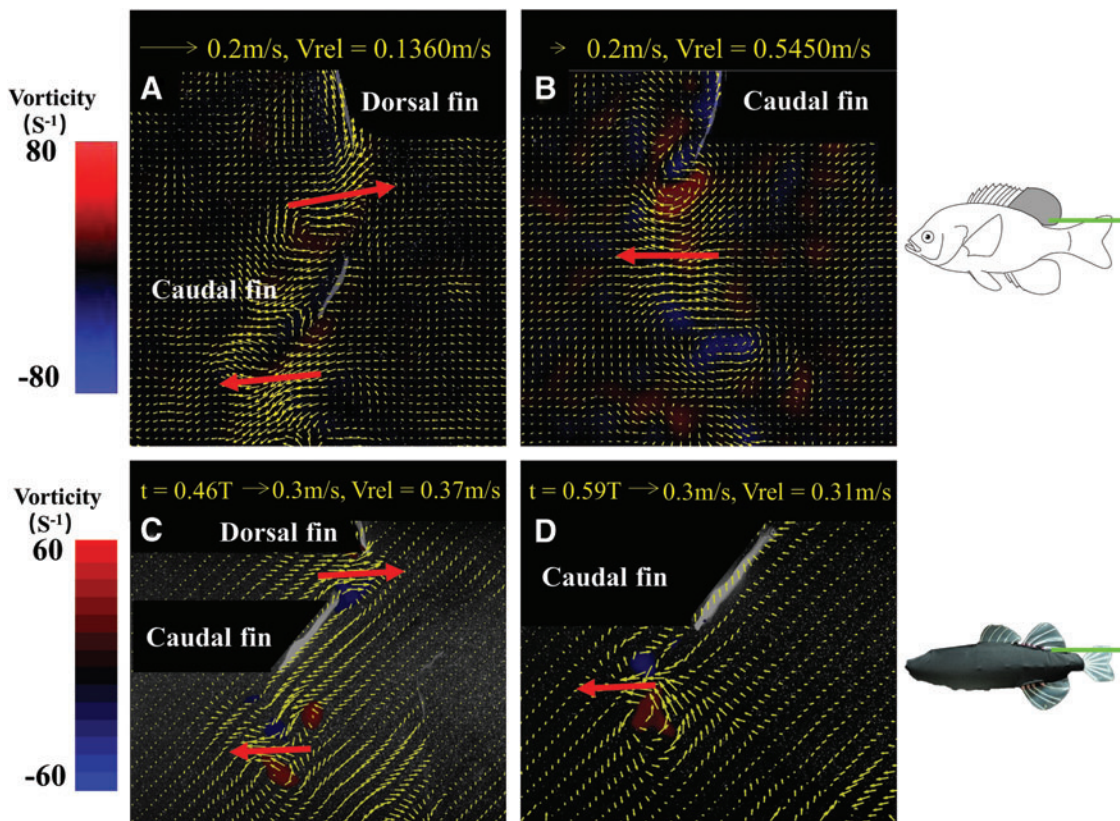 0.2m/s, Vrel = 0.1360m/s
0.2m/s, Vrel = 0.5450m/s
Vorticity
(S⁻¹)
80
-80
A
Dorsal fin
Caudal fin
B
Caudal fin
Vorticity
(S⁻¹)
60
-60
t = 0.46T → 0.3m/s, Vrel = 0.37m/s
C
Dorsal fin
Caudal fin
t = 0.59T → 0.3m/s, Vrel = 0.31m/s
D
Caudal fin